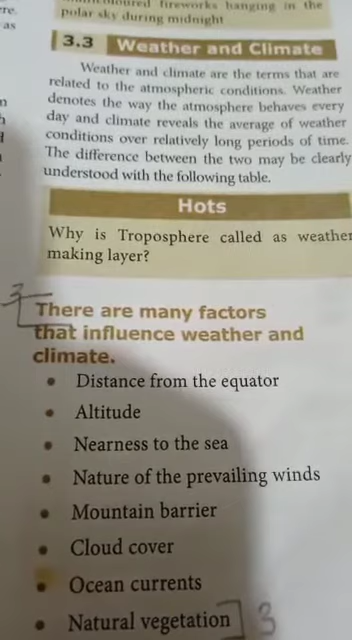 ticoloured fireworks hanging in the
polar sky during midnight
re.
as
3.3 Weather and Climate
Weather and climate are the terms that are
related to the atmospheric conditions. Weather
denotes the way the atmosphere behaves every
day and climate reveals the average of weather
conditions over relatively long periods of time.
The difference between the two may be clearly
understood with the following table.
Hots
Why is Troposphere called as weather
making layer?
3
There are many factors
that influence weather and
climate.
• Distance from the equator
• Altitude
• Nearness to the sea
• Nature of the prevailing winds
• Mountain barrier
• Cloud cover
• Ocean currents
• Natural vegetation 3